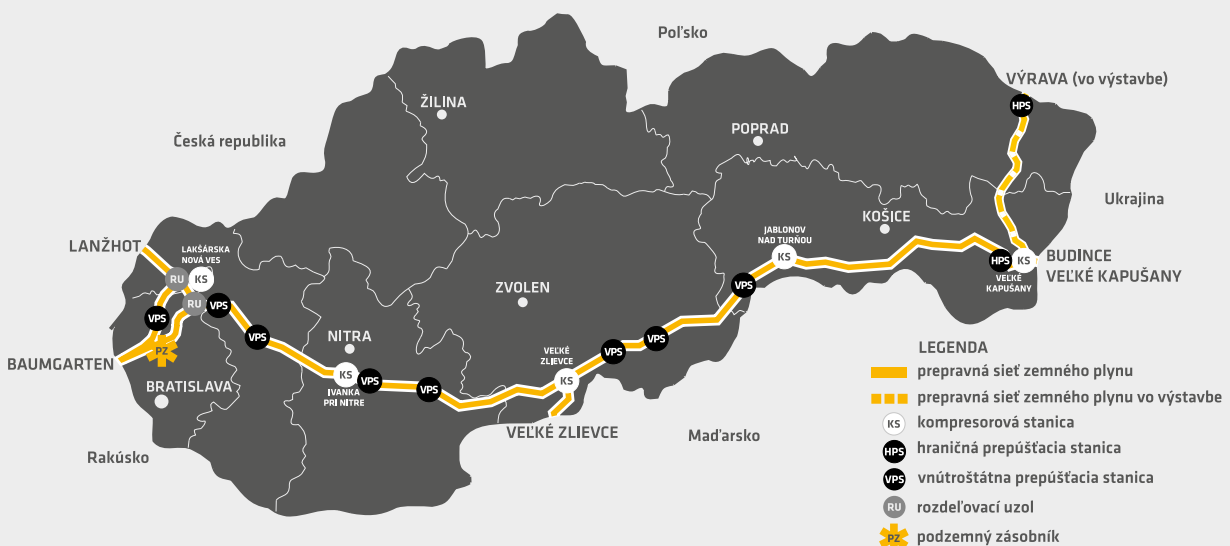 Poľsko
VÝRAVA (vo výstavbe)
HPS
ŽILINA
POPRAD
Česká republika
Ukrajina
KOŠICE
LANŽHOT
LAKŠÁRSKA
NOVÁ VES
RU
KS
JABLONOV
NAD TURŇOU
KS
HPS
VEĽKÉ
KAPUŠANY
KS
BUDINCE
VEĽKÉ KAPUŠANY
ZVOLEN
VPS
RU
VPS
VPS
VPS
NITRA
VPS
VPS
BAUMGARTEN
PZ
BRATISLAVA
KS
IVANKA
PRI NITRE
VPS
VPS
VEĽKÉ
ZLIEVCE
KS
VEĽKÉ ZLIEVCE
Maďarsko
Rakúsko
LEGENDA
prepravná sieť zemného plynu
prepravná sieť zemného plynu vo výstavbe
KS kompresorová stanica
HPS hraničná prepúšťacia stanica
VPS vnútroštátna prepúšťacia stanica
RU rozdeľovací uzol
PZ podzemný zásobník